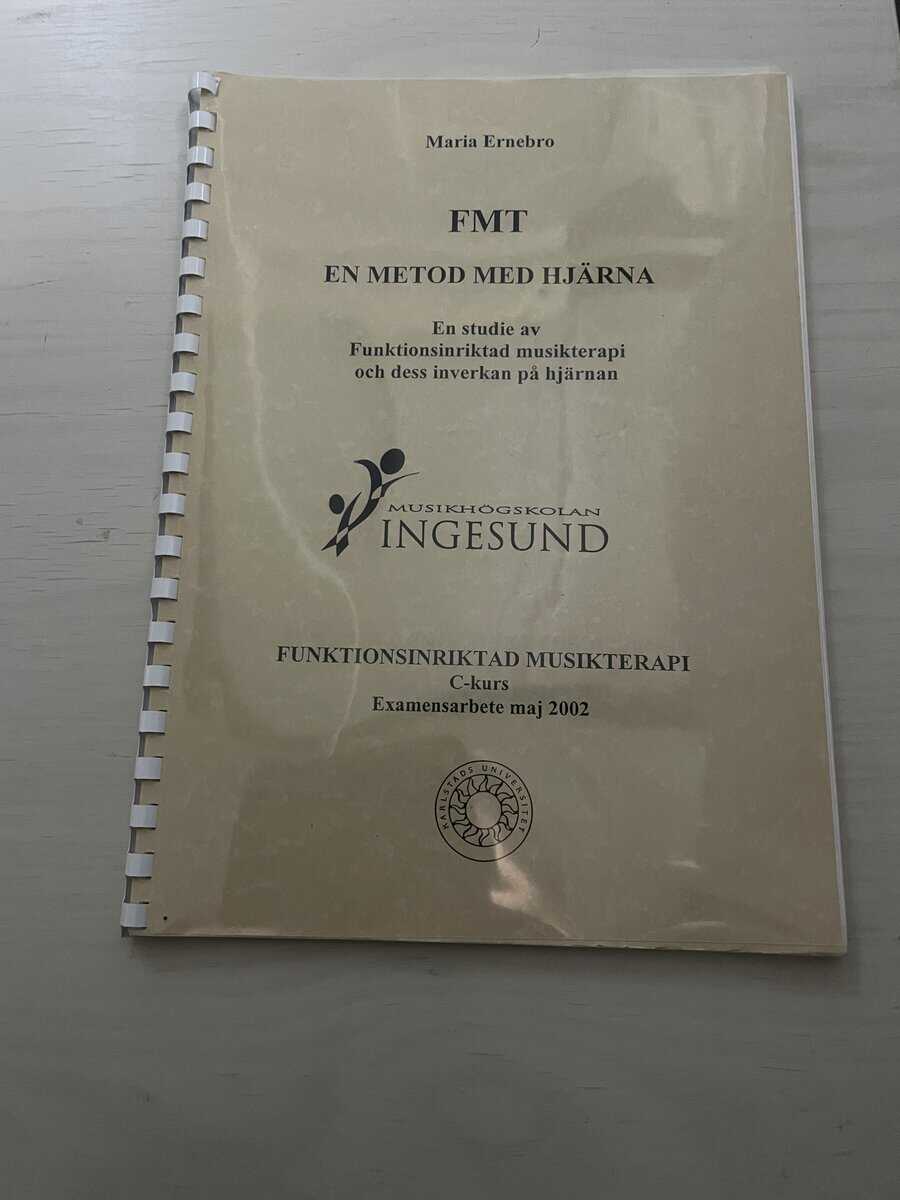 Maria Ernebro
FMT
EN METOD MED HJÄRNA
En studie av
Funktionsinriktad musikterapi
och dess inverkan på hjärnan
MUSIKHÖGSKOLAN
INGESUND
FUNKTIONSINRIKTAD MUSIKTERAPI
C-kurs
Examensarbete maj 2002
KARLSTADS UNIVERSITET